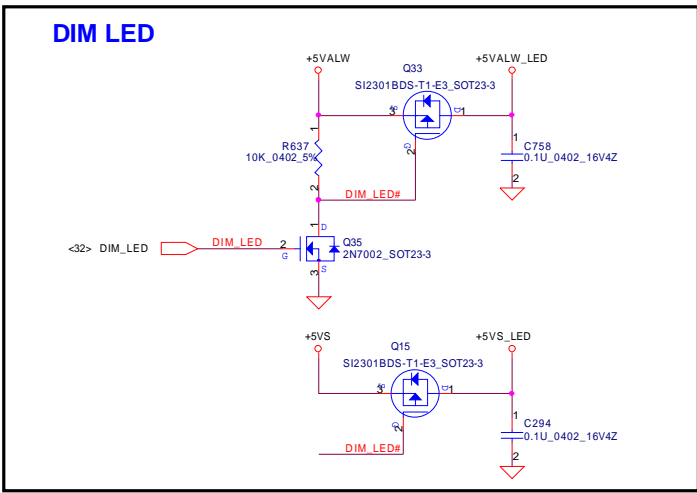 DIM LED
+5VALW
Q33
SI2301BDS-T1-E3_SOT23-3
+5VALW_LED
S
3
D
1
G
2
1
R637
10K_0402_5%
2
1
C758
0.1U_0402_16V4Z
2
DIM_LED#
<32> DIM_LED
DIM_LED
2
G
1
D
Q35
2N7002_SOT23-3
3
S
+5VS
Q15
SI2301BDS-T1-E3_SOT23-3
+5VS_LED
S
3
D
1
G
2
1
C294
0.1U_0402_16V4Z
2
DIM_LED#